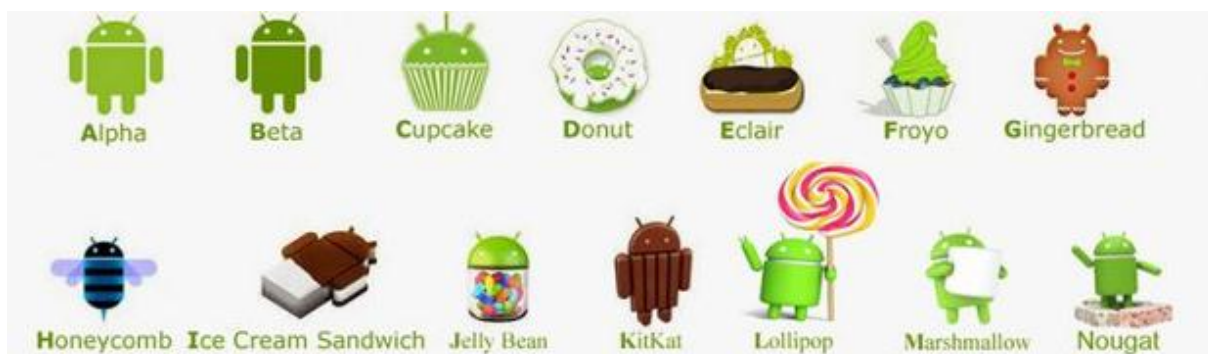 Alpha Beta Cupcake Donut Eclair Froyo Gingerbread
Honeycomb Ice Cream Sandwich Jelly Bean KitKat Lollipop Marshmallow Nougat